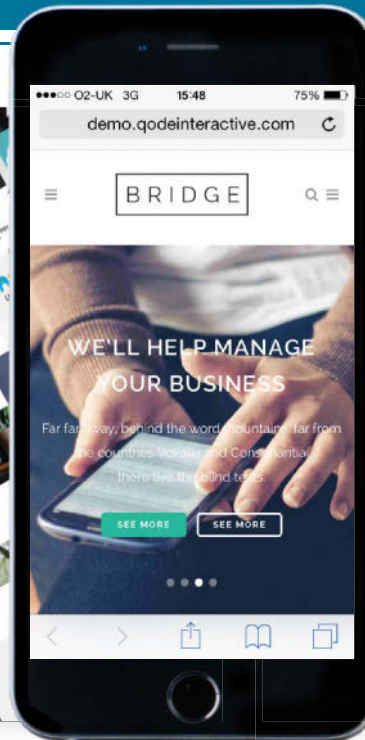 O2-UK 3G 15:48 75%
demo.qodeinteractive.com
BRIDGE
WE'LL HELP MANAGE
YOUR BUSINESS
Far far away, behind the word mountains, far from
the countries Vokalia and Consonantia,
there live the blind texts.
SEE MORE SEE MORE